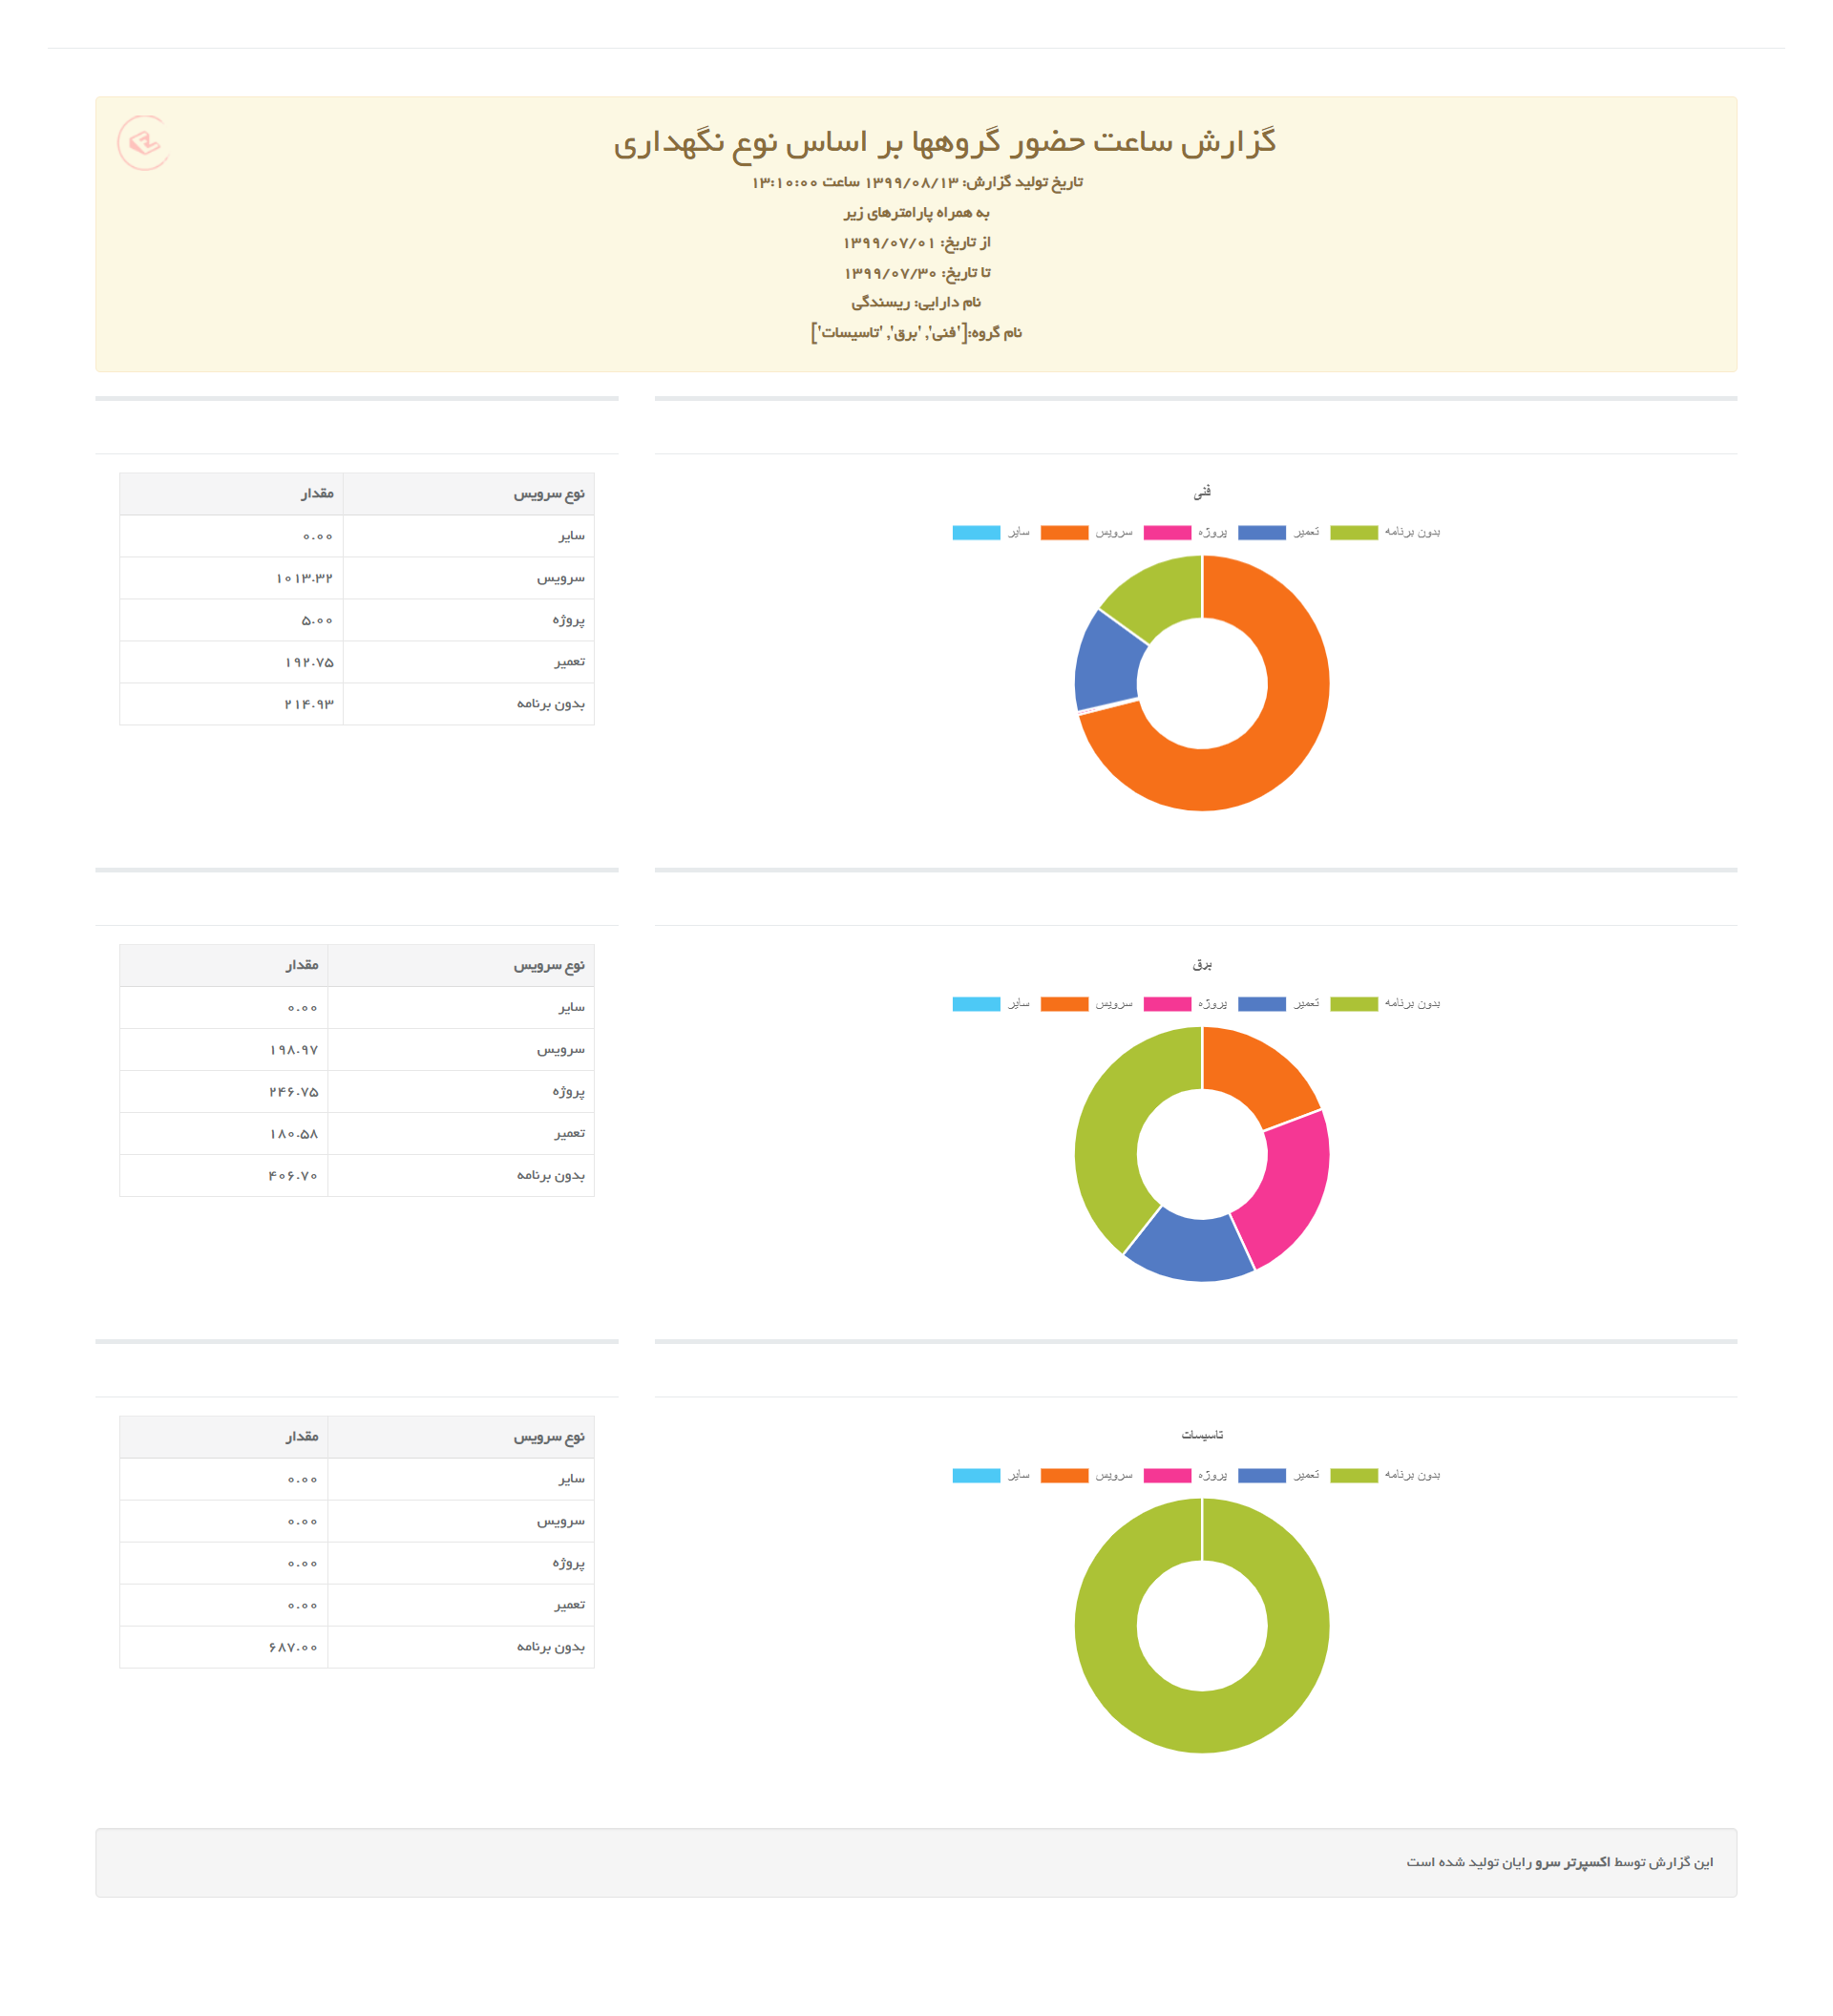 گزارش ساعت حضور گروهها بر اساس نوع نگهداری
تاریخ تولید گزارش: ۱۳۹۹/۰۸/۱۳ ساعت ۱۳:۱۰:۰۰
به همراه پارامترهای زیر
از تاریخ: ۱۳۹۹/۰۷/۰۱
تا تاریخ: ۱۳۹۹/۰۷/۳۰
نام دارایی: ریسندگی
نام گروه:['فنی', 'برق', 'تاسیسات']
فنی
بدون برنامه تعمیر پروژه سرویس سایر
نوع سرویس مقدار
سایر ۰.۰۰
سرویس ۱۰۱۳.۳۲
پروژه ۵.۰۰
تعمیر ۱۹۲.۷۵
بدون برنامه ۲۱۴.۹۳
برق
بدون برنامه تعمیر پروژه سرویس سایر
نوع سرویس مقدار
سایر ۰.۰۰
سرویس ۱۹۸.۹۷
پروژه ۲۴۶.۷۵
تعمیر ۱۸۰.۵۸
بدون برنامه ۴۰۶.۷۰
تاسیسات
بدون برنامه تعمیر پروژه سرویس سایر
نوع سرویس مقدار
سایر ۰.۰۰
سرویس ۰.۰۰
پروژه ۰.۰۰
تعمیر ۰.۰۰
بدون برنامه ۶۸۷.۰۰
این گزارش توسط اکسپرتر سرو رایان تولید شده است